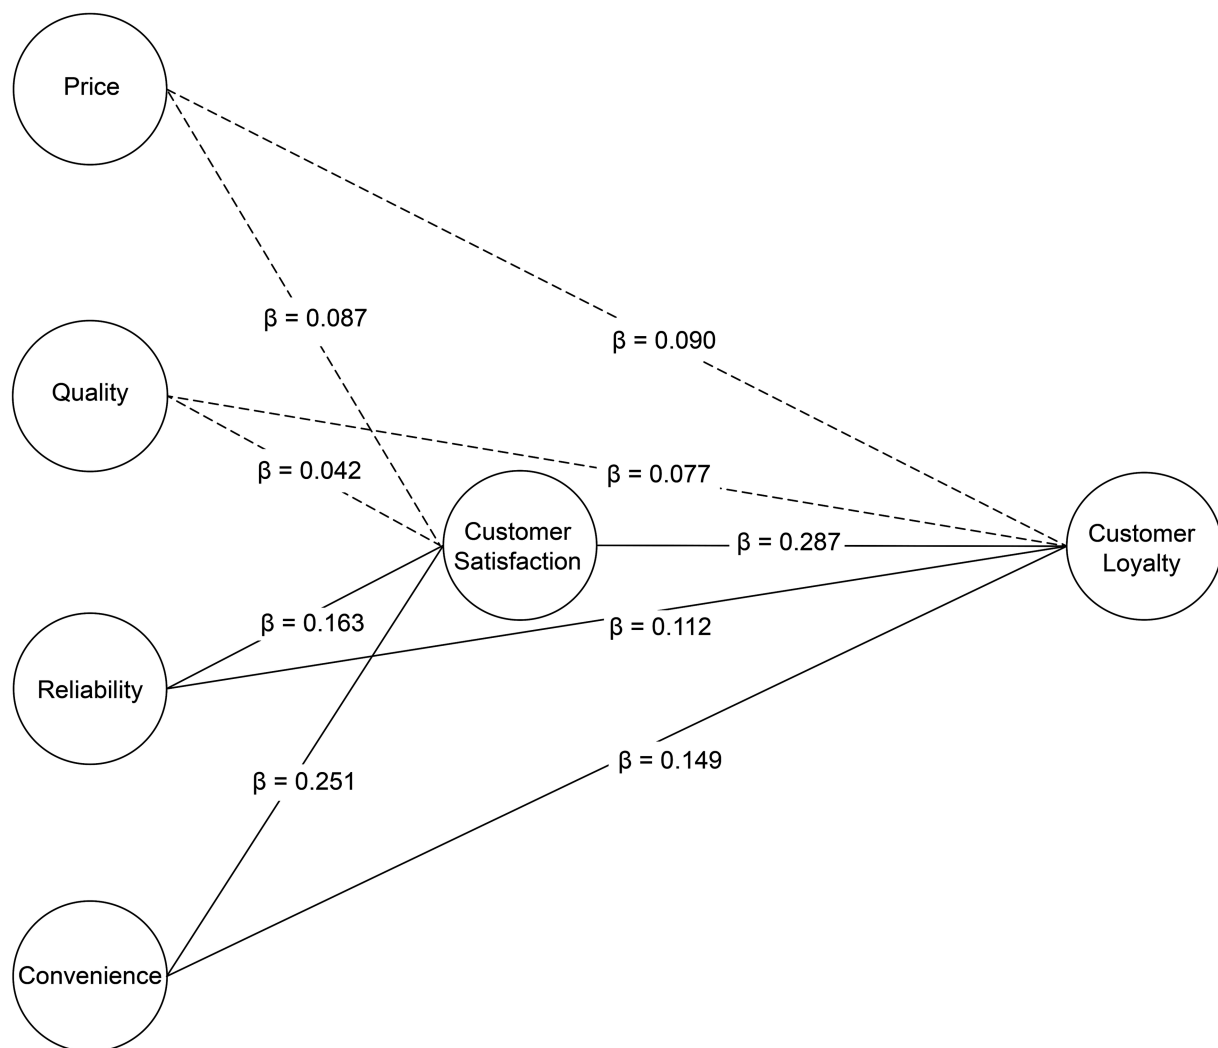 Price
β = 0.087
β = 0.090
Quality
β = 0.042
β = 0.077
Customer
Satisfaction
β = 0.287
Customer
Loyalty
β = 0.163
β = 0.112
Reliability
β = 0.251
β = 0.149
Convenience